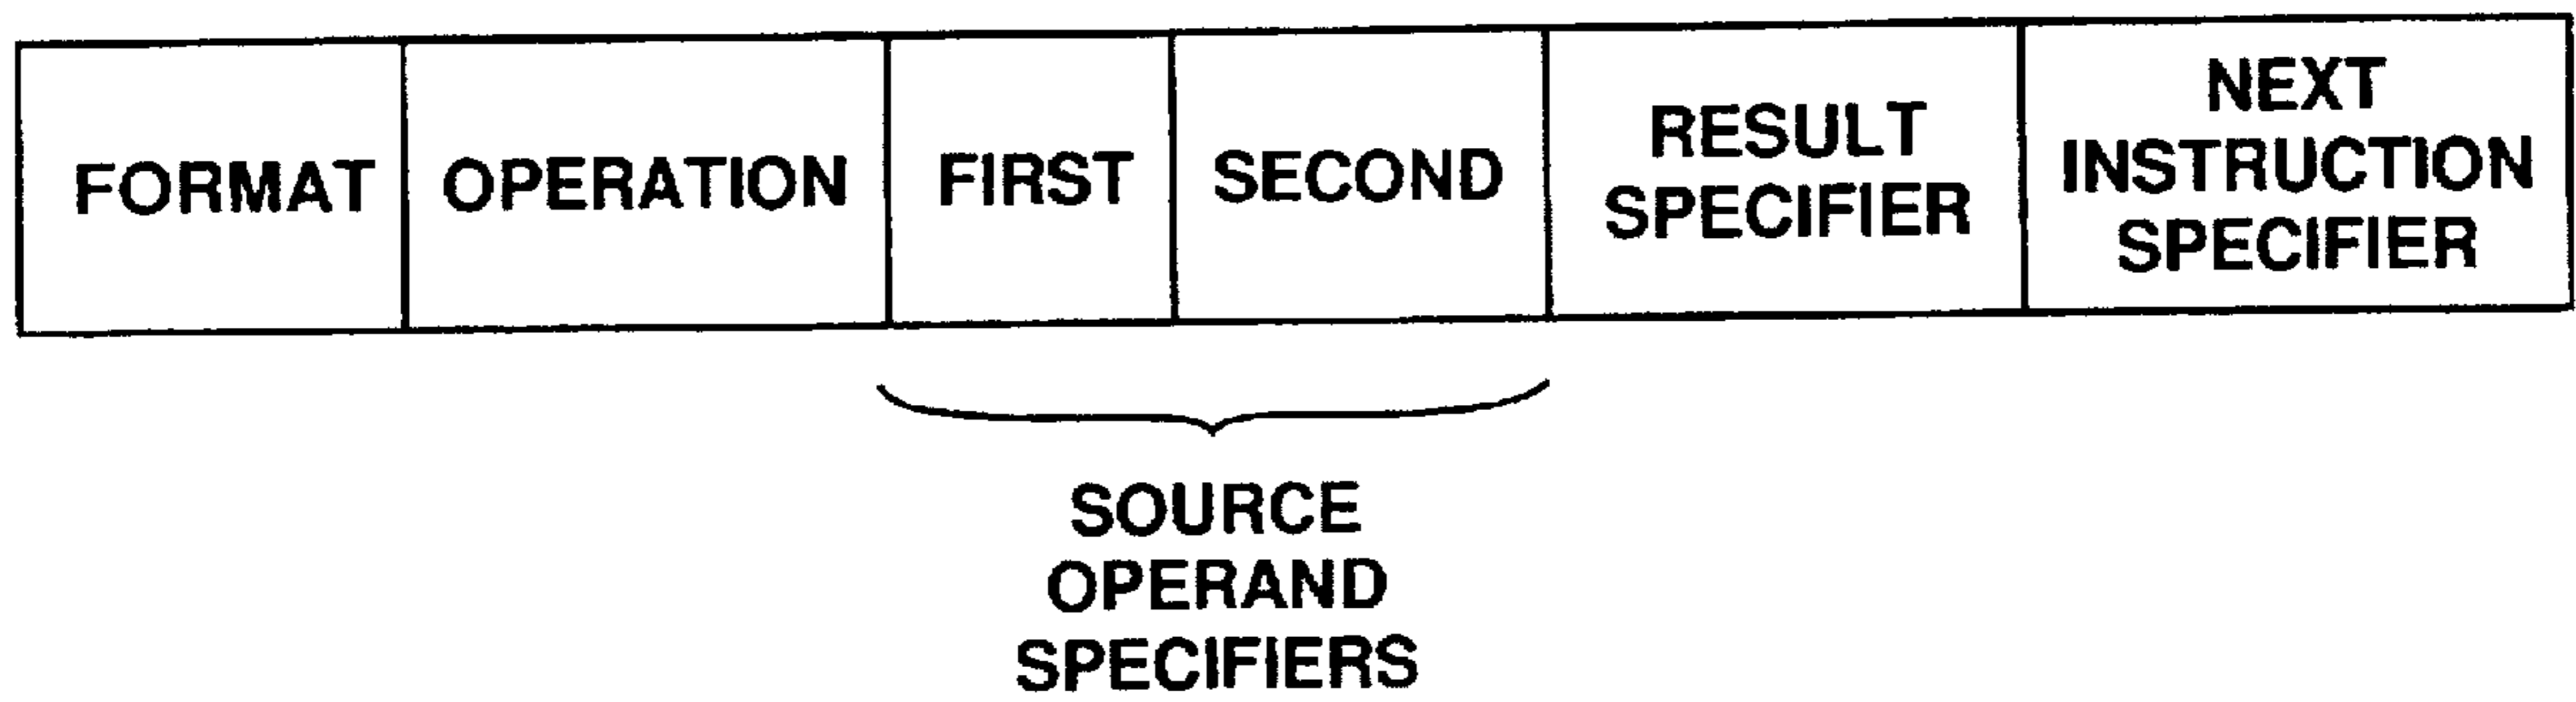 FORMAT
OPERATION
FIRST
SECOND
RESULT
SPECIFIER
NEXT
INSTRUCTION
SPECIFIER
SOURCE
OPERAND
SPECIFIERS